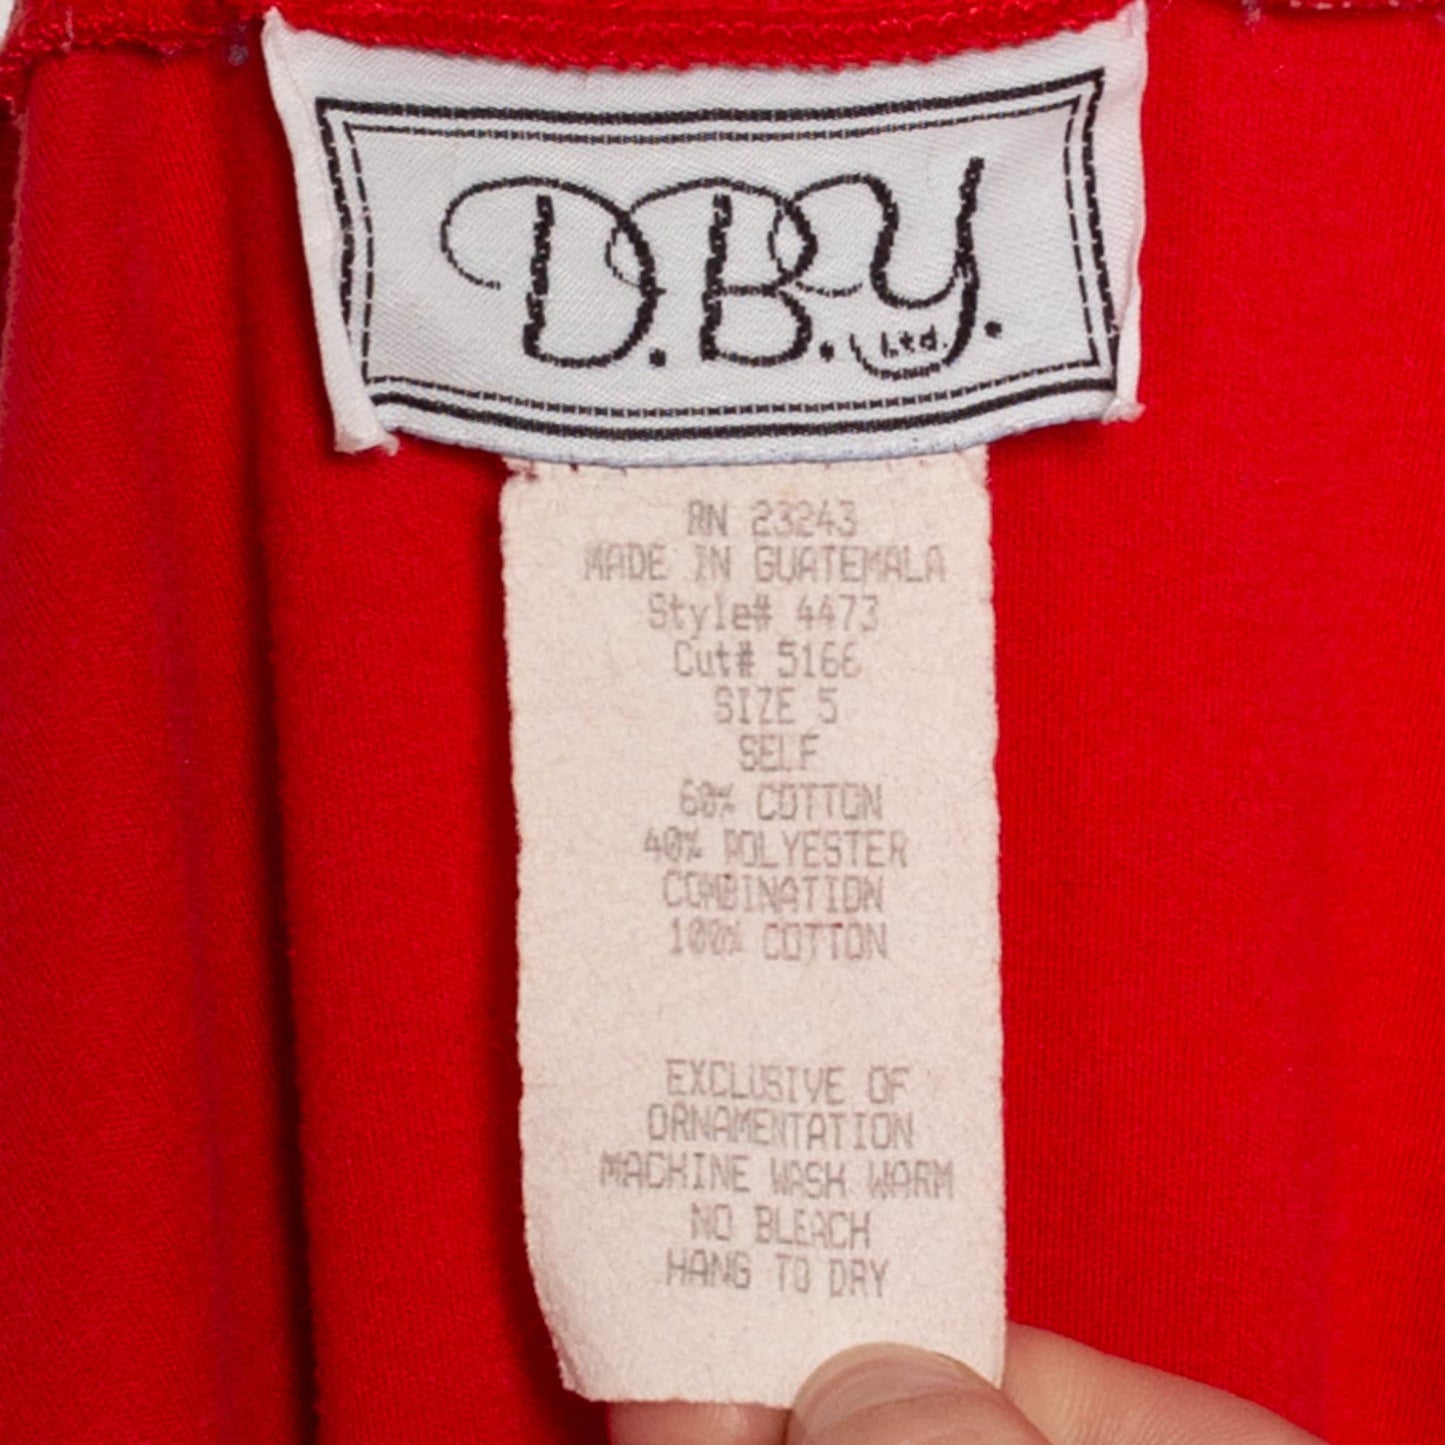 D.B.Y.
Ltd.
RN 23243
MADE IN GUATEMALA
Style# 4473
Cut# 5166
SIZE 5
SELF
60% COTTON
40% POLYESTER
COMBINATION
100% COTTON
EXCLUSIVE OF
ORNAMENTATION
MACHINE WASH WARM
NO BLEACH
HANG TO DRY